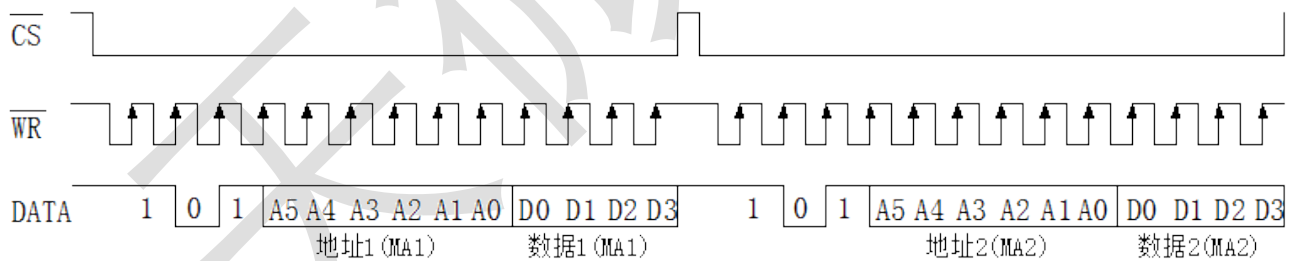 CS
WR
DATA 1 0 1 A5 A4 A3 A2 A1 A0 D0 D1 D2 D3 1 0 1 A5 A4 A3 A2 A1 A0 D0 D1 D2 D3
地址1(MA1) 数据1(MA1) 地址2(MA2) 数据2(MA2)